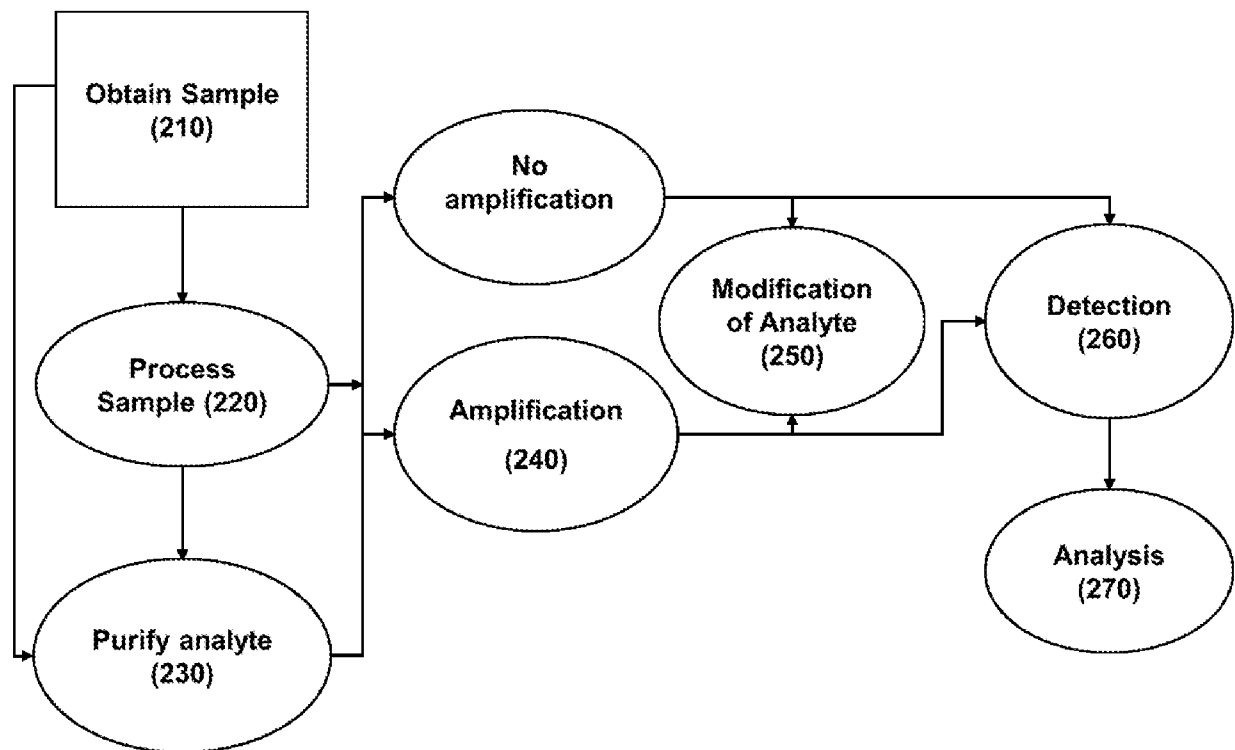 Obtain Sample
(210)
Process
Sample (220)
Purify analyte
(230)
No
amplification
Amplification
(240)
Modification
of Analyte
(250)
Detection
(260)
Analysis
(270)